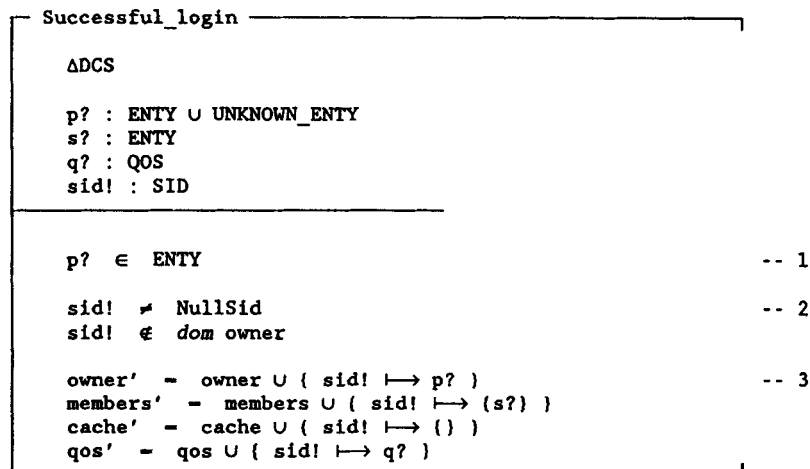 Successful_login
ΔDCS
p? : ENTY ∪ UNKNOWN_ENTY
s? : ENTY
q? : QOS
sid! : SID
p? ∈ ENTY -- 1
sid! ≠ NullSid -- 2
sid! ∉ dom owner
owner' = owner ∪ { sid! ⟼ p? } -- 3
members' = members ∪ { sid! ⟼ {s?} }
cache' = cache ∪ { sid! ⟼ {} }
qos' = qos ∪ { sid! ⟼ q? }